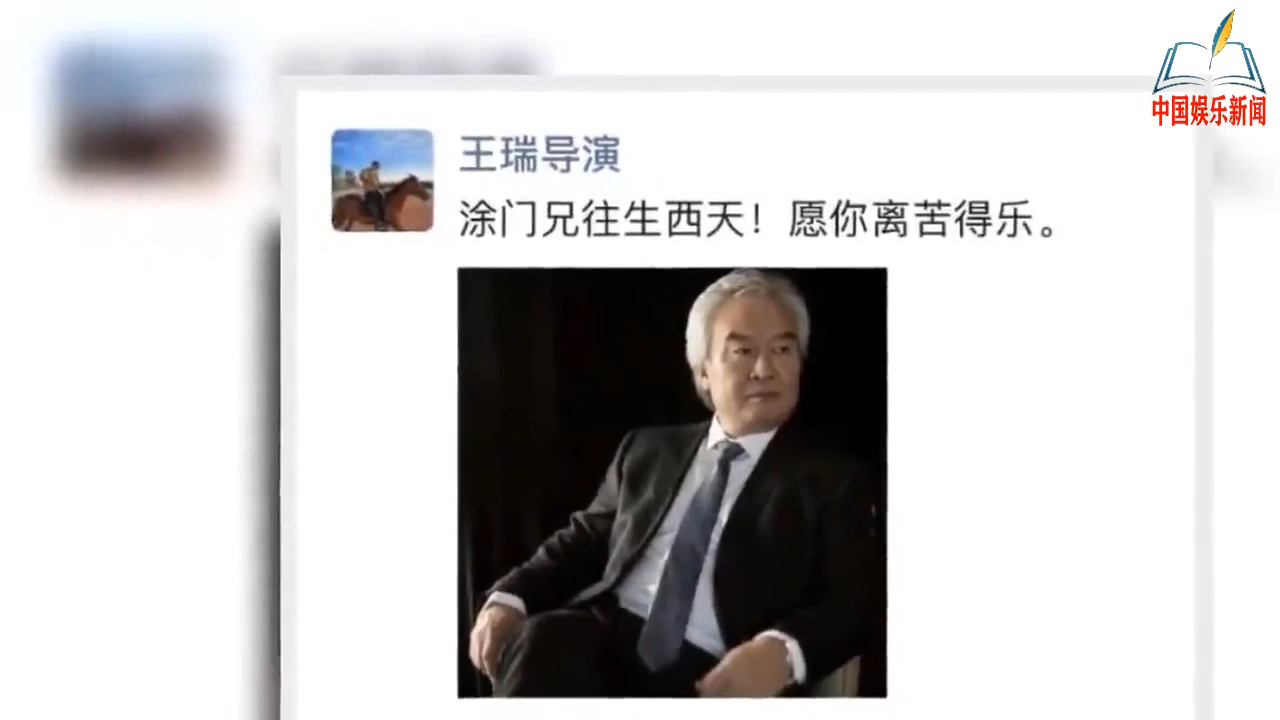 中国娱乐新闻
王瑞导演
涂门兄往生西天！愿你离苦得乐。